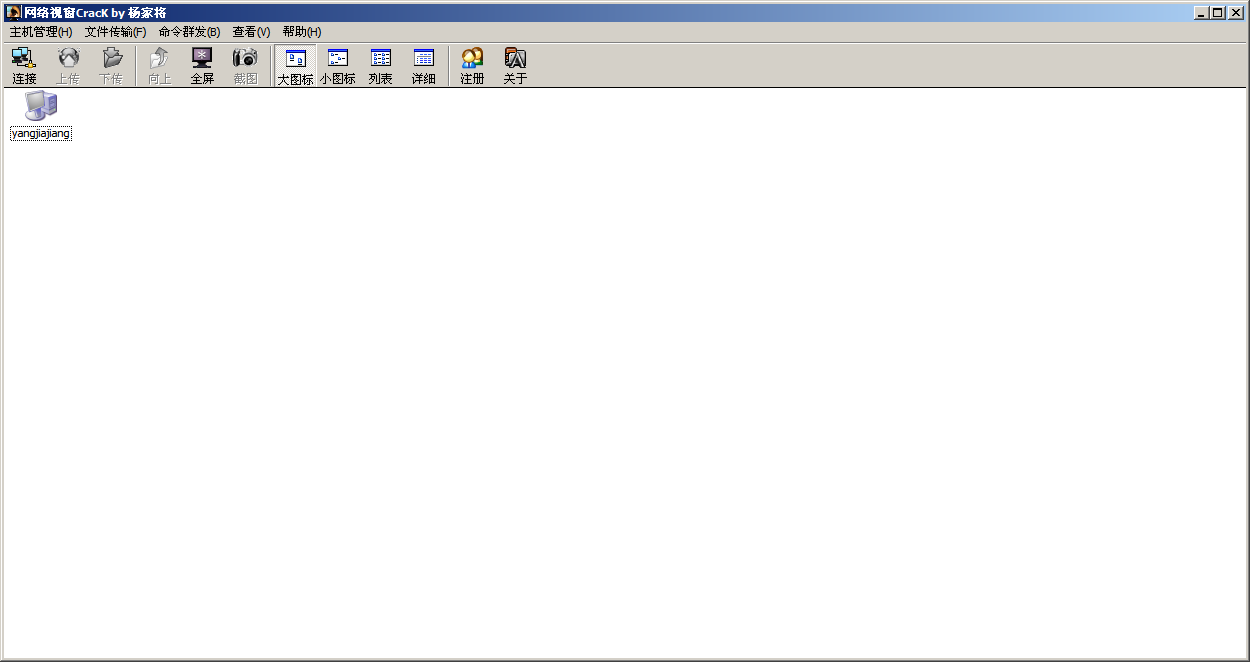 网络视窗CracK by 杨家将
主机管理(H) 文件传输(F) 命令群发(B) 查看(V) 帮助(H)
连接 上传 下传 向上 全屏 截图 大图标 小图标 列表 详细 注册 关于
yangjiajiang